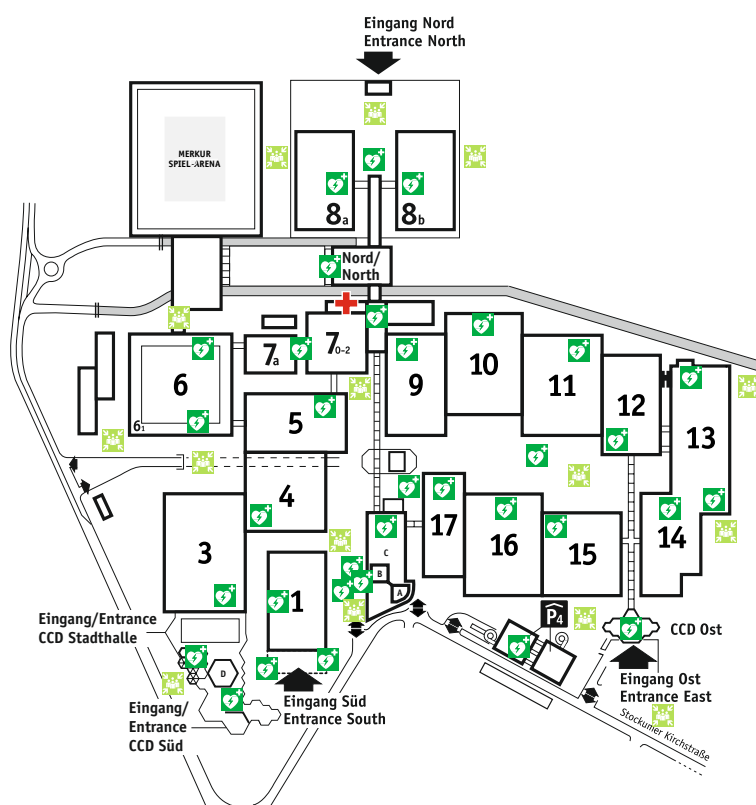 Eingang Nord
Entrance North
MERKUR
SPIEL-ARENA
8a
8b
Nord/
North
7a
7 0-2
6
61
5
9
10
11
12
13
4
3
1
17
16
15
14
C
B
A
P4
D
Eingang/Entrance
CCD Stadthalle
CCD Ost
Eingang Ost
Entrance East
Eingang Süd
Entrance South
Eingang/
Entrance
CCD Süd
Stockumer Kirchstraße